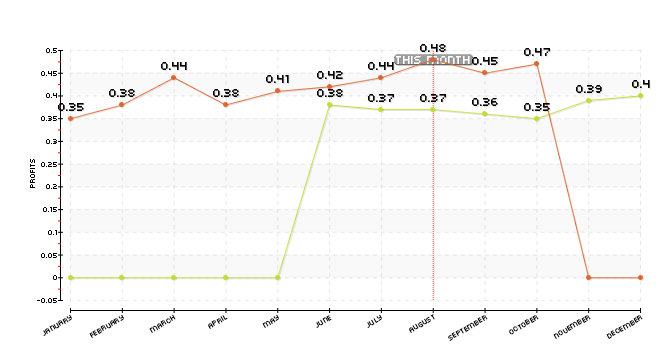 0.48
0.5
THIS MONTH
0.47
0.45
0.44
0.44
0.45
0.42
0.41
0.4
0.4
0.38
0.38
0.38
0.39
0.37
0.37
0.36
0.35
0.35
0.35
0.3
0.25
0.2
0.15
0.1
0.05
0
-0.05
PROFITS
JANUARY
FEBRUARY
MARCH
APRIL
MAY
JUNE
JULY
AUGUST
SEPTEMBER
OCTOBER
NOVEMBER
DECEMBER